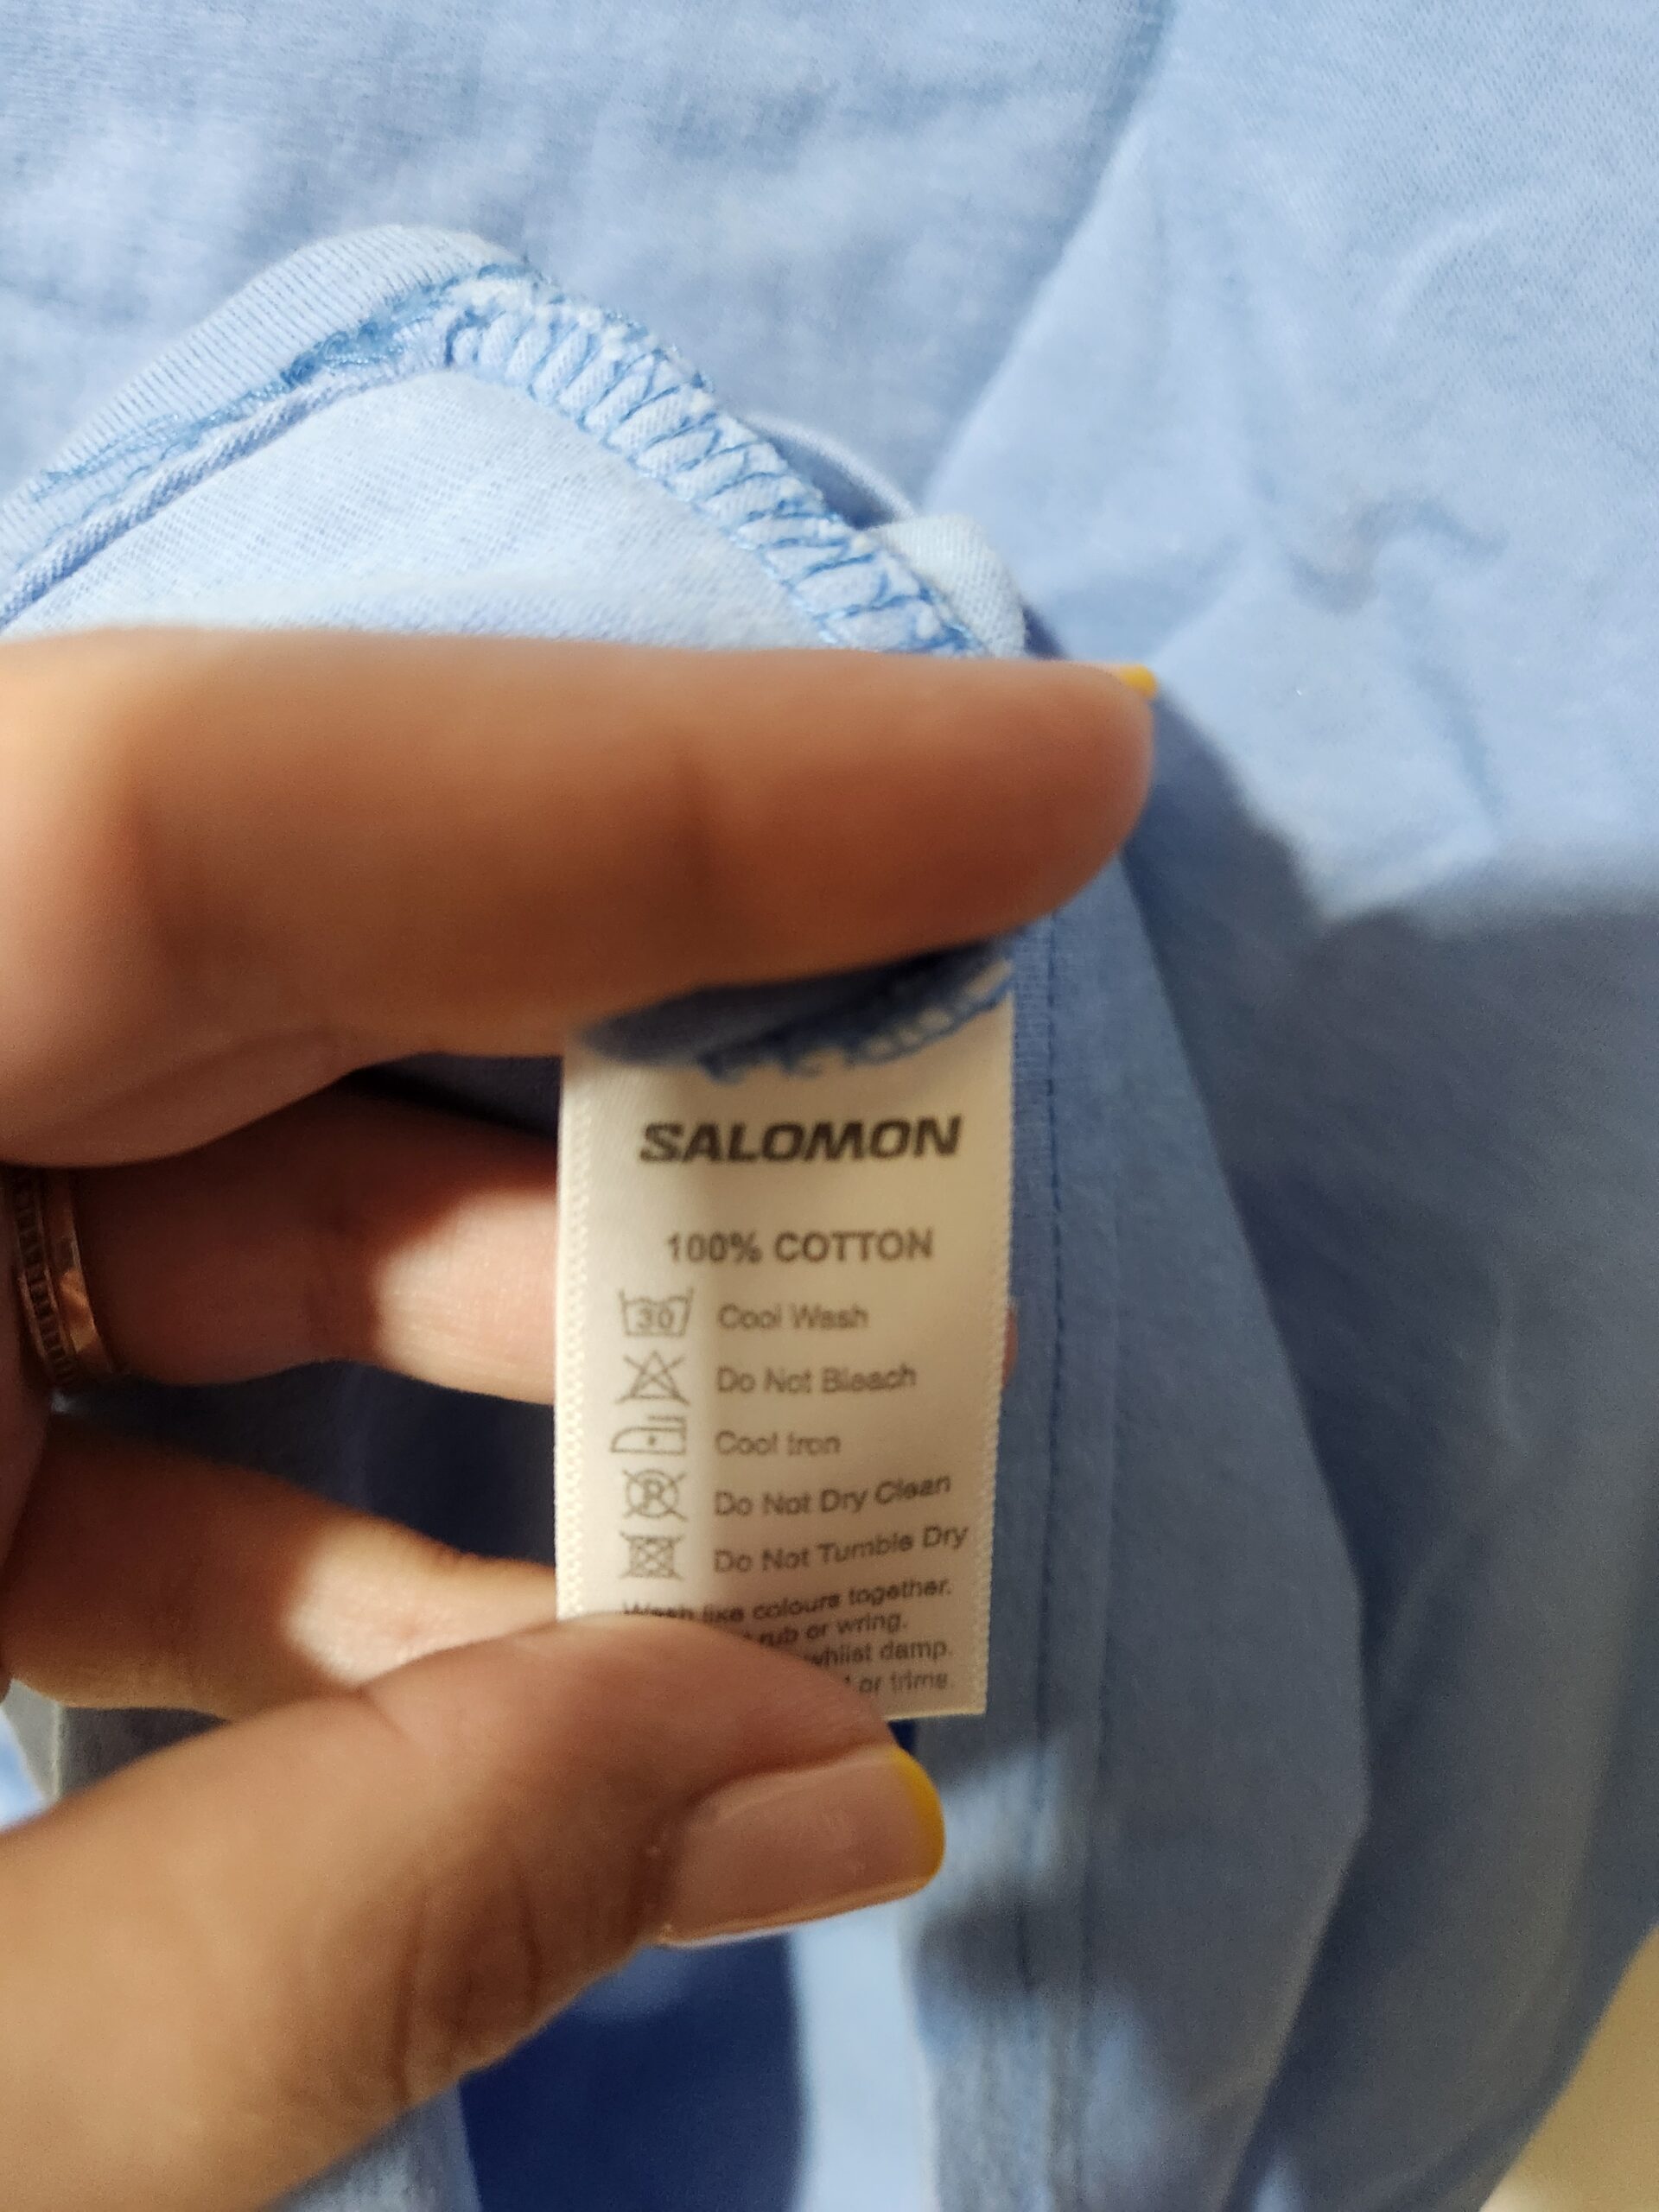 SALOMON
100% COTTON
30 Cool Wash
Do Not Bleach
Cool Iron
P Do Not Dry Clean
Do Not Tumble Dry
Wash like colours together.
rub or wring.
whilst damp.
or trims.